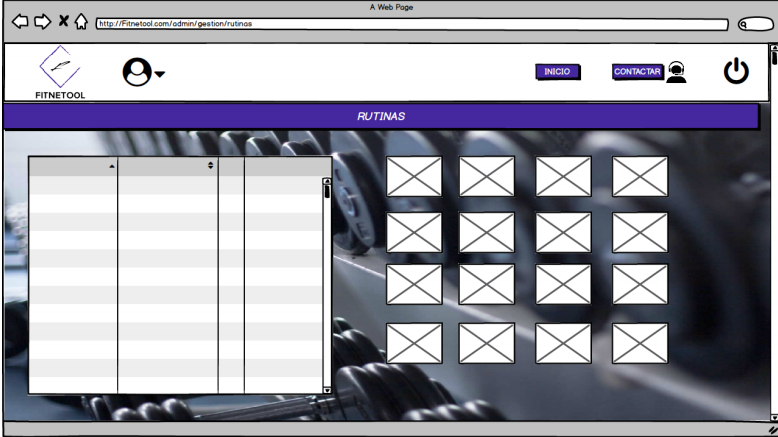 A Web Page
http://Fitnetool.com/admin/gestion/rutinas
FITNETOOL
INICIO
CONTACTAR
RUTINAS